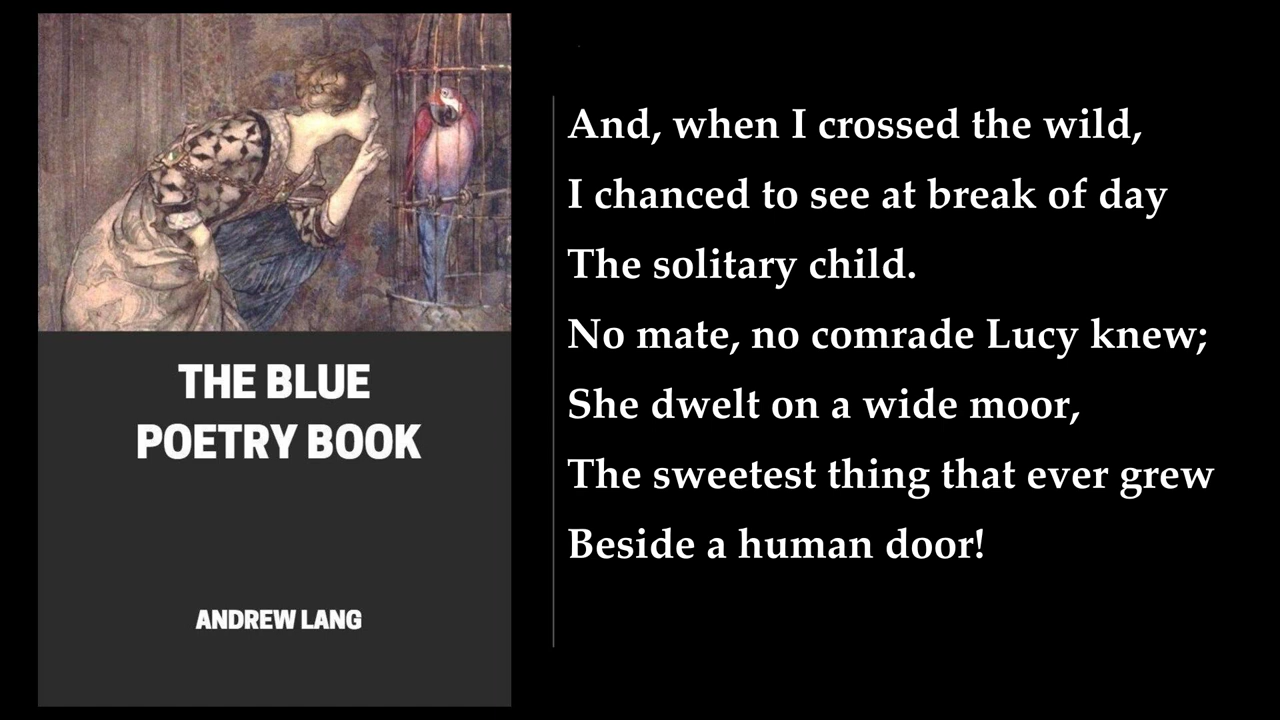 THE BLUE
POETRY BOOK
ANDREW LANG
And, when I crossed the wild,
I chanced to see at break of day
The solitary child.
No mate, no comrade Lucy knew;
She dwelt on a wide moor,
The sweetest thing that ever grew
Beside a human door!